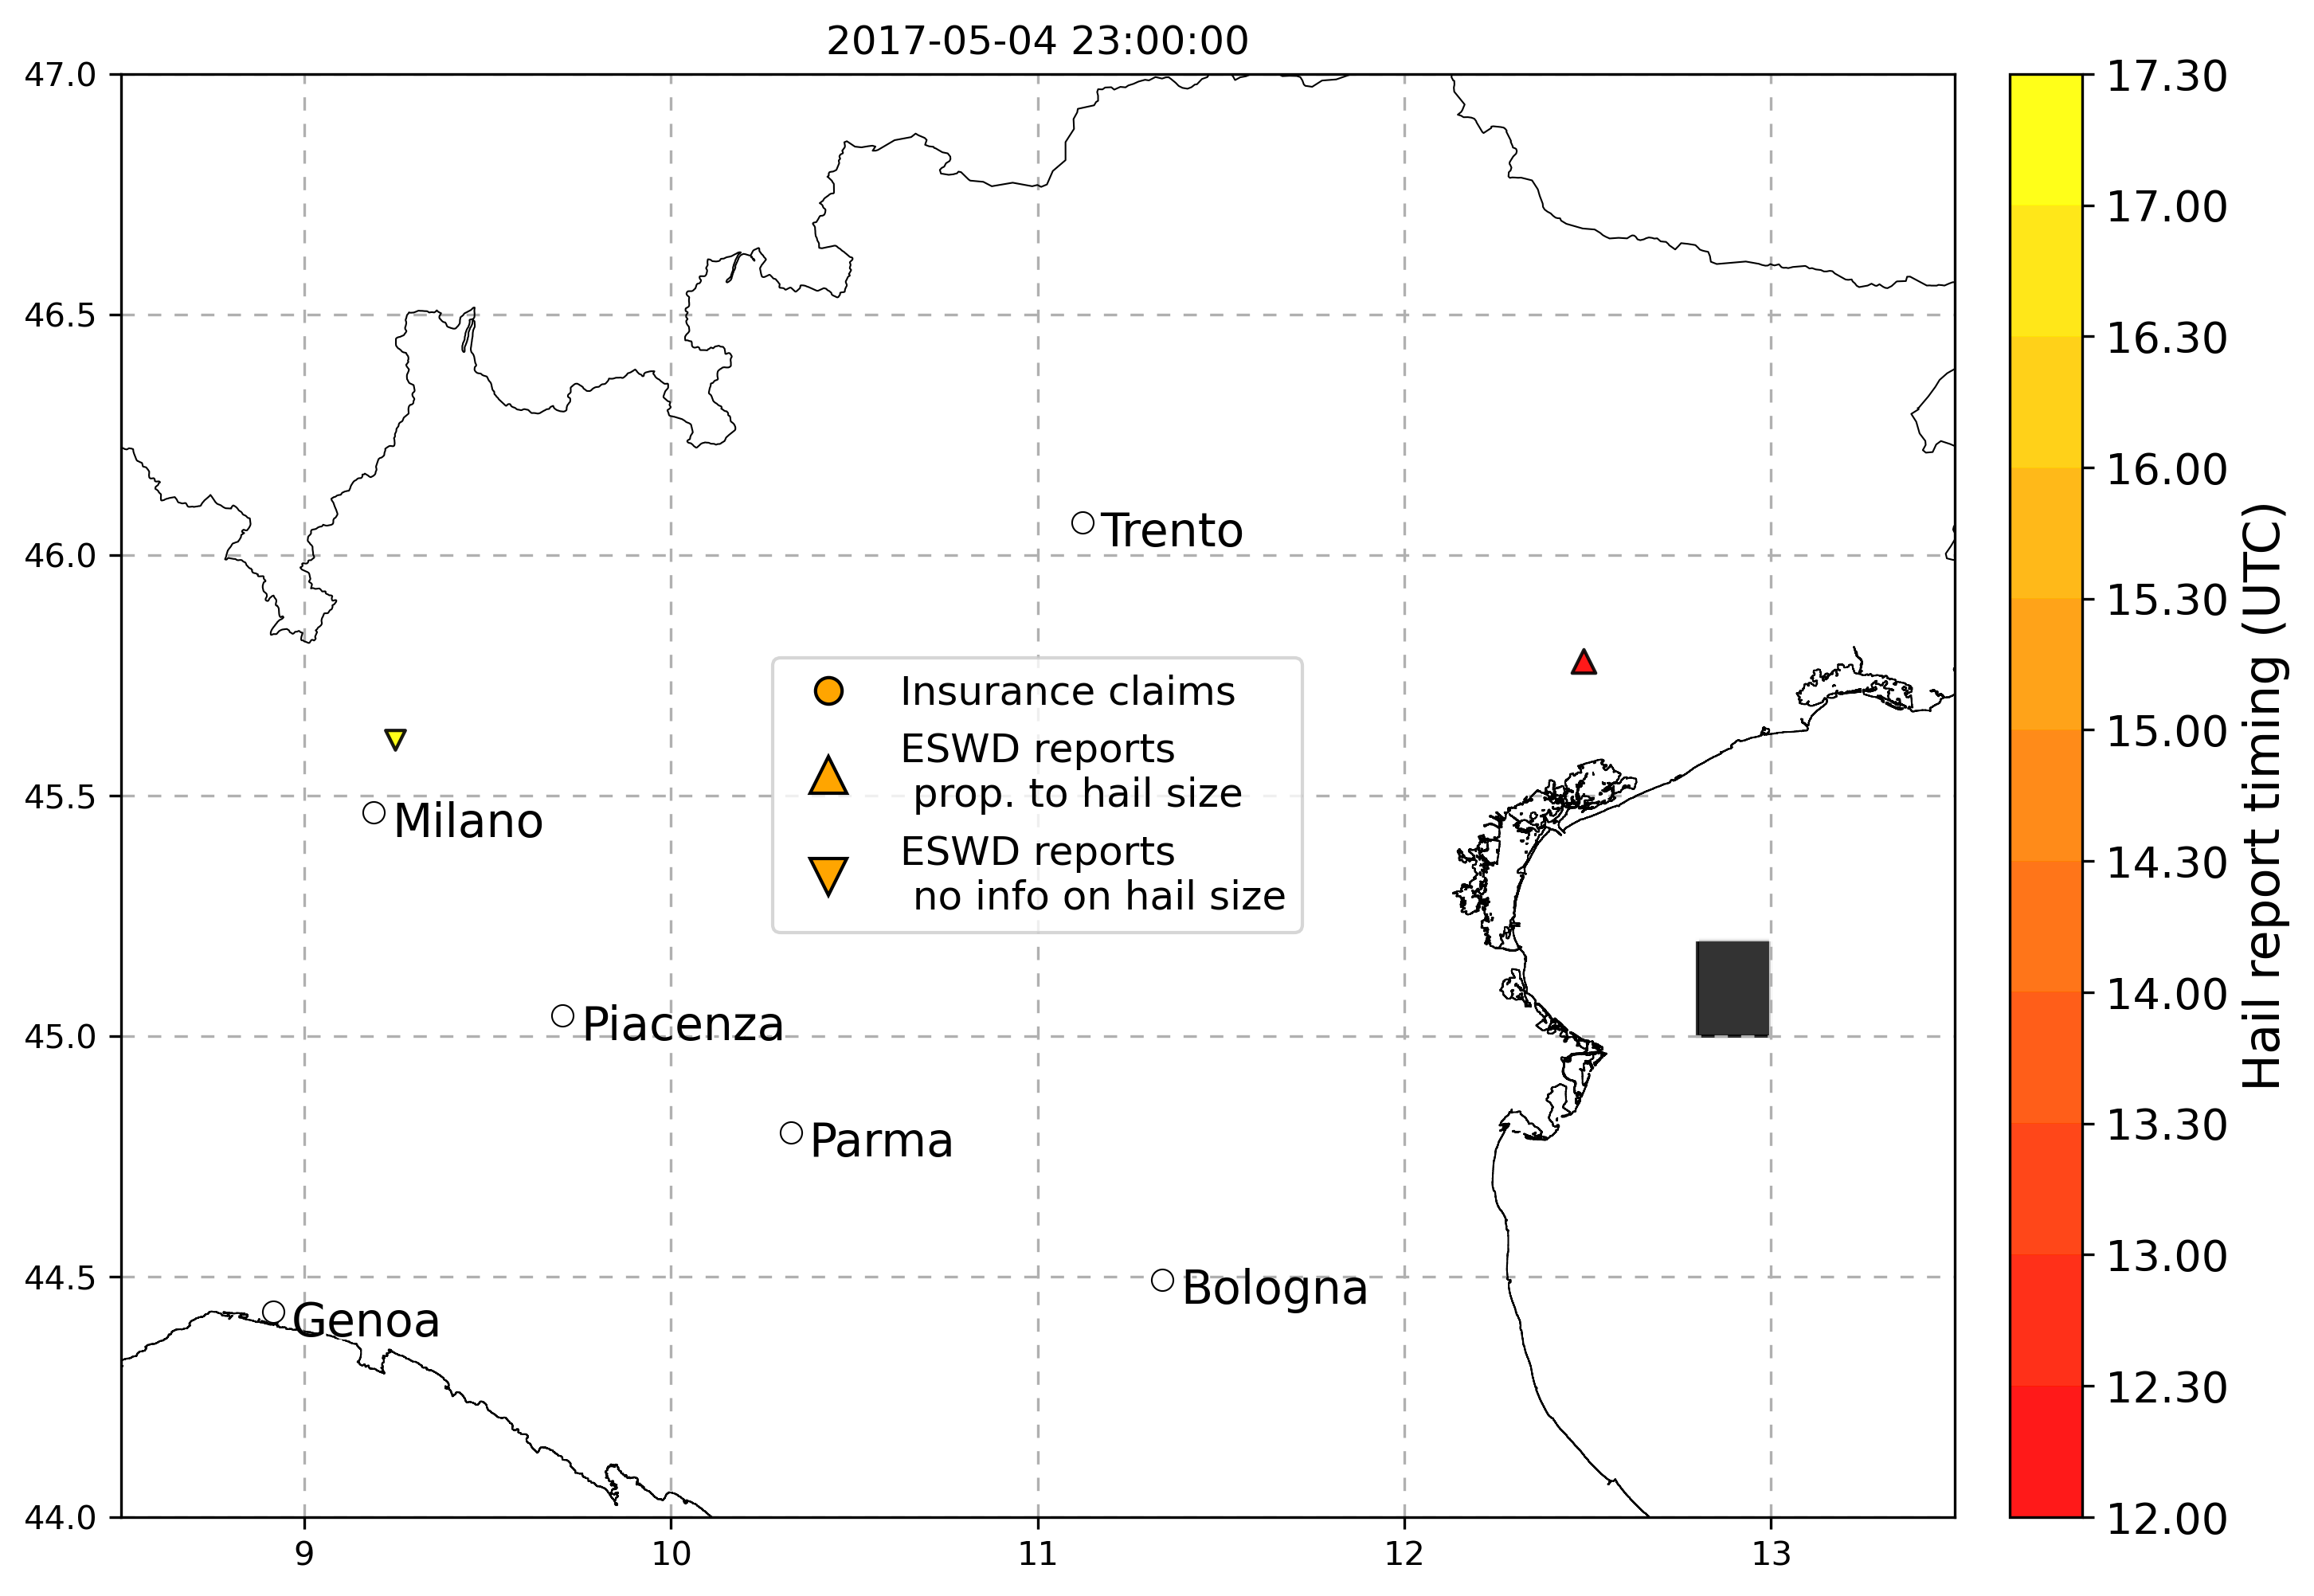 2017-05-04 23:00:00
47.0
46.5
46.0
45.5
45.0
44.5
44.0
9
10
11
12
13
Trento
Milano
Piacenza
Parma
Bologna
Genoa
Insurance claims
ESWD reports
prop. to hail size
ESWD reports
no info on hail size
17.30
17.00
16.30
16.00
15.30
15.00
14.30
14.00
13.30
13.00
12.30
12.00
Hail report timing (UTC)